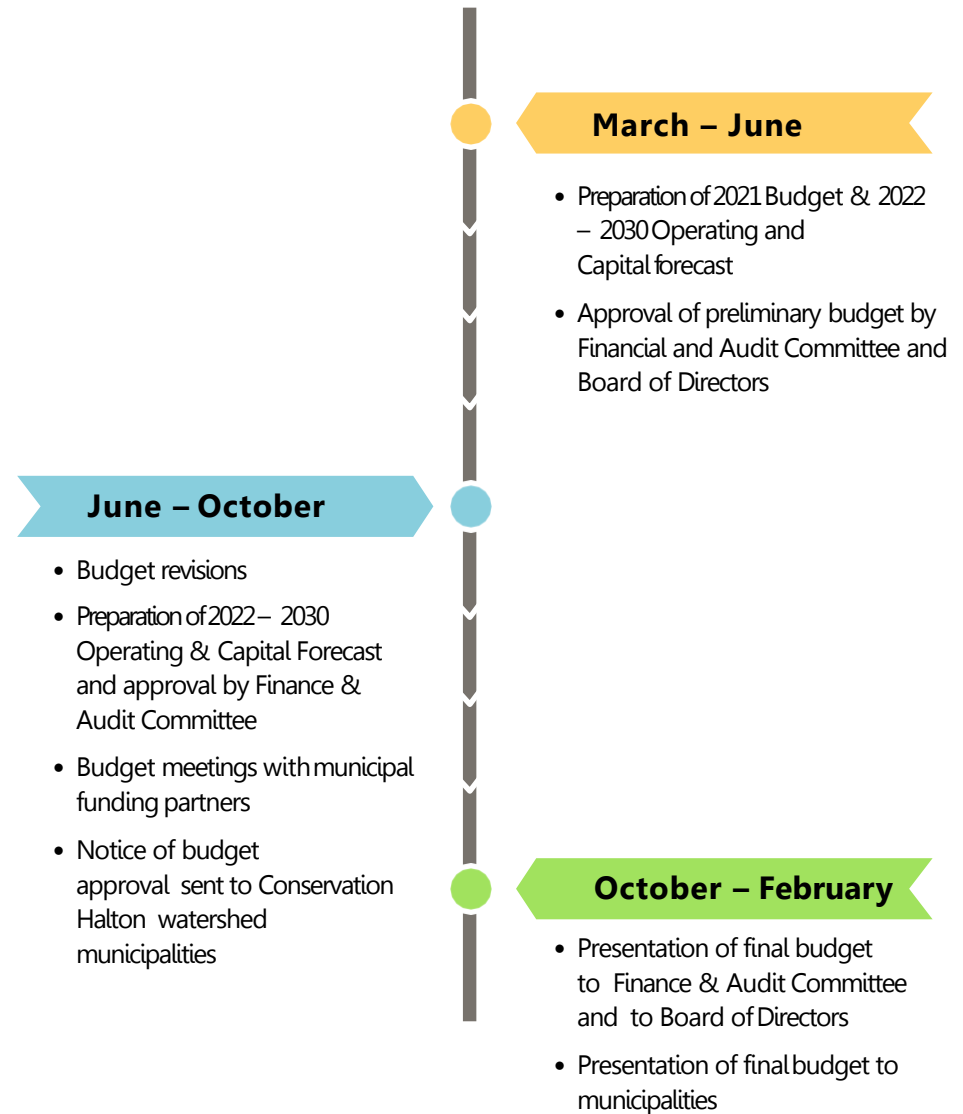 March – June
• Preparation of 2021 Budget & 2022
– 2030 Operating and
Capital forecast
• Approval of preliminary budget by
Financial and Audit Committee and
Board of Directors
June – October
• Budget revisions
• Preparation of 2022 – 2030
Operating & Capital Forecast
and approval by Finance &
Audit Committee
• Budget meetings with municipal
funding partners
• Notice of budget
approval sent to Conservation
Halton watershed
municipalities
October – February
• Presentation of final budget
to Finance & Audit Committee
and to Board of Directors
• Presentation of final budget to
municipalities